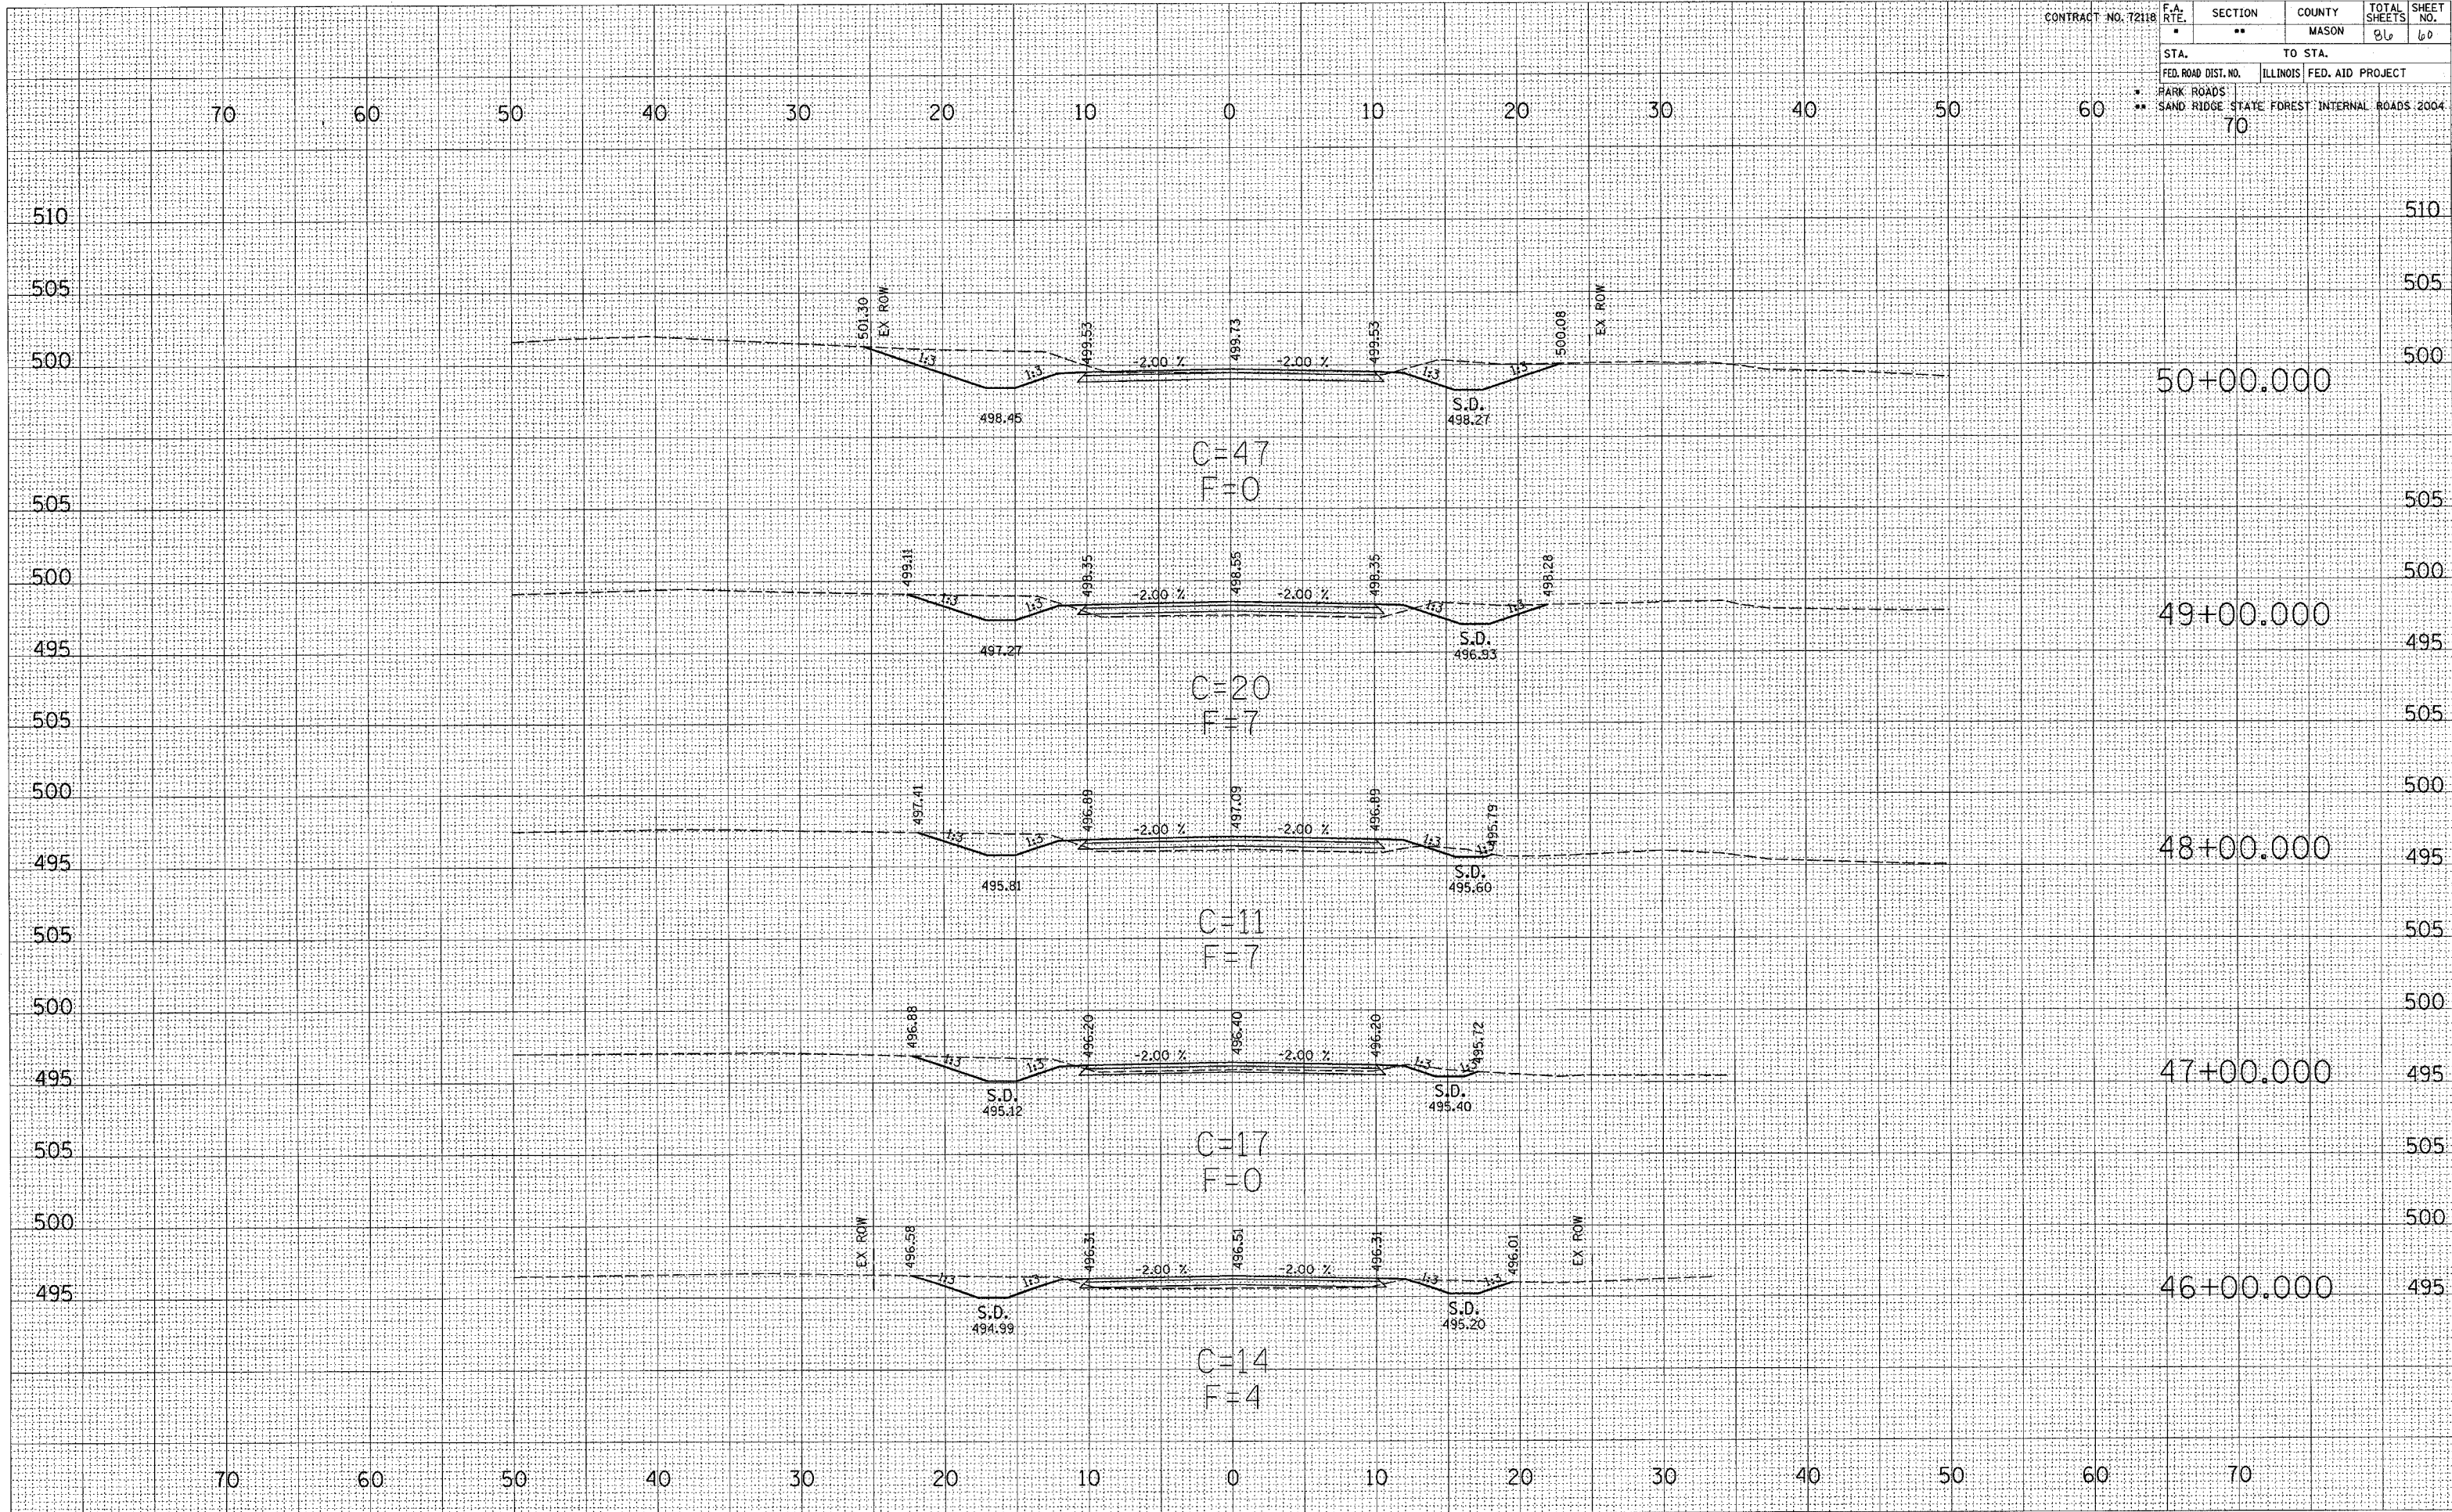 CONTRACT NO. 72118
F.A. RTE. SECTION COUNTY TOTAL SHEETS SHEET NO.
* ** MASON 86 60
STA. TO STA.
FED. ROAD DIST. NO. ILLINOIS FED. AID PROJECT
* PARK ROADS
** SAND RIDGE STATE FOREST INTERNAL ROADS 2004
70 60 50 40 30 20 10 0 10 20 30 40 50 60 70
510 510
505 505
501.30 EX ROW 499.53 499.73 499.53 500.08 EX ROW
500 1:3 1:3 -2.00 % -2.00 % 1:3 1:3 500
50+00.000
498.45 S.D. 498.27
C=47
F=0
505 505
499.11 498.35 498.55 498.35 498.28
500 500
1:3 1:3 -2.00 % -2.00 % 1:3 1:3
49+00.000
495 497.27 S.D. 496.93 495
C=20
F=7
505 505
500 500
497.41 496.89 497.09 496.89 495.79
1:3 1:3 -2.00 % -2.00 % 1:3 1:3
48+00.000
495 495
495.81 S.D. 495.60
C=11
F=7
505 505
500 500
496.88 496.20 496.40 496.20 495.72
1:3 1:3 -2.00 % -2.00 % 1:3 1:3
47+00.000
495 495
S.D. 495.12 S.D. 495.40
C=17
F=0
505 505
500 500
EX ROW 496.58 496.31 496.51 496.31 496.01 EX ROW
1:3 1:3 -2.00 % -2.00 % 1:3 1:3
46+00.000
495 495
S.D. 494.99 S.D. 495.20
C=14
F=4
70 60 50 40 30 20 10 0 10 20 30 40 50 60 70